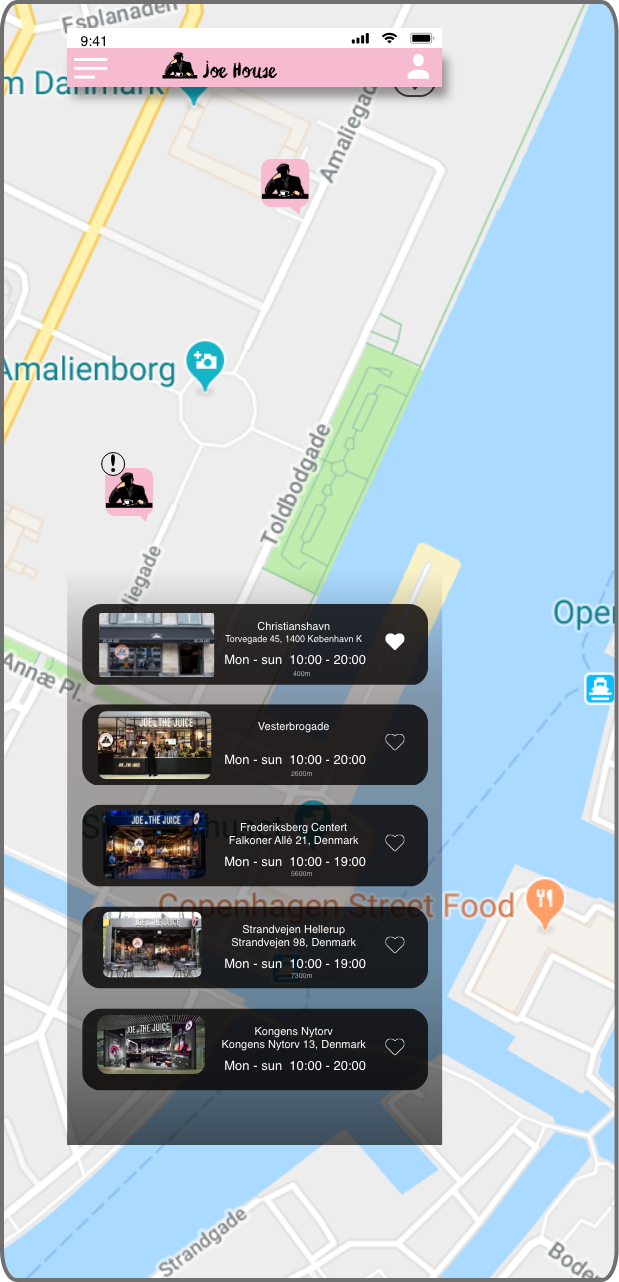 Esplanaden
9:41
m Danmark
Joe House
Amaliegad
Amalienborg
Toldbodgade
!
aliegade
Oper
Annæ Pl.
Christianshavn
Torvegade 45, 1400 København K
Mon - sun 10:00 - 20:00
400m
JOE & THE JUICE
Vesterbrogade
Mon - sun 10:00 - 20:00
2600m
JOE & THE JUICE
Frederiksberg Centert
Falkoner Allé 21, Denmark
Mon - sun 10:00 - 19:00
5600m
Copenhagen Street Food
JOE & THE JUICE
Strandvejen Hellerup
Strandvejen 98, Denmark
Mon - sun 10:00 - 19:00
7300m
JOE & THE JUICE
Kongens Nytorv
Kongens Nytorv 13, Denmark
Mon - sun 10:00 - 20:00
Strandgade
Boder